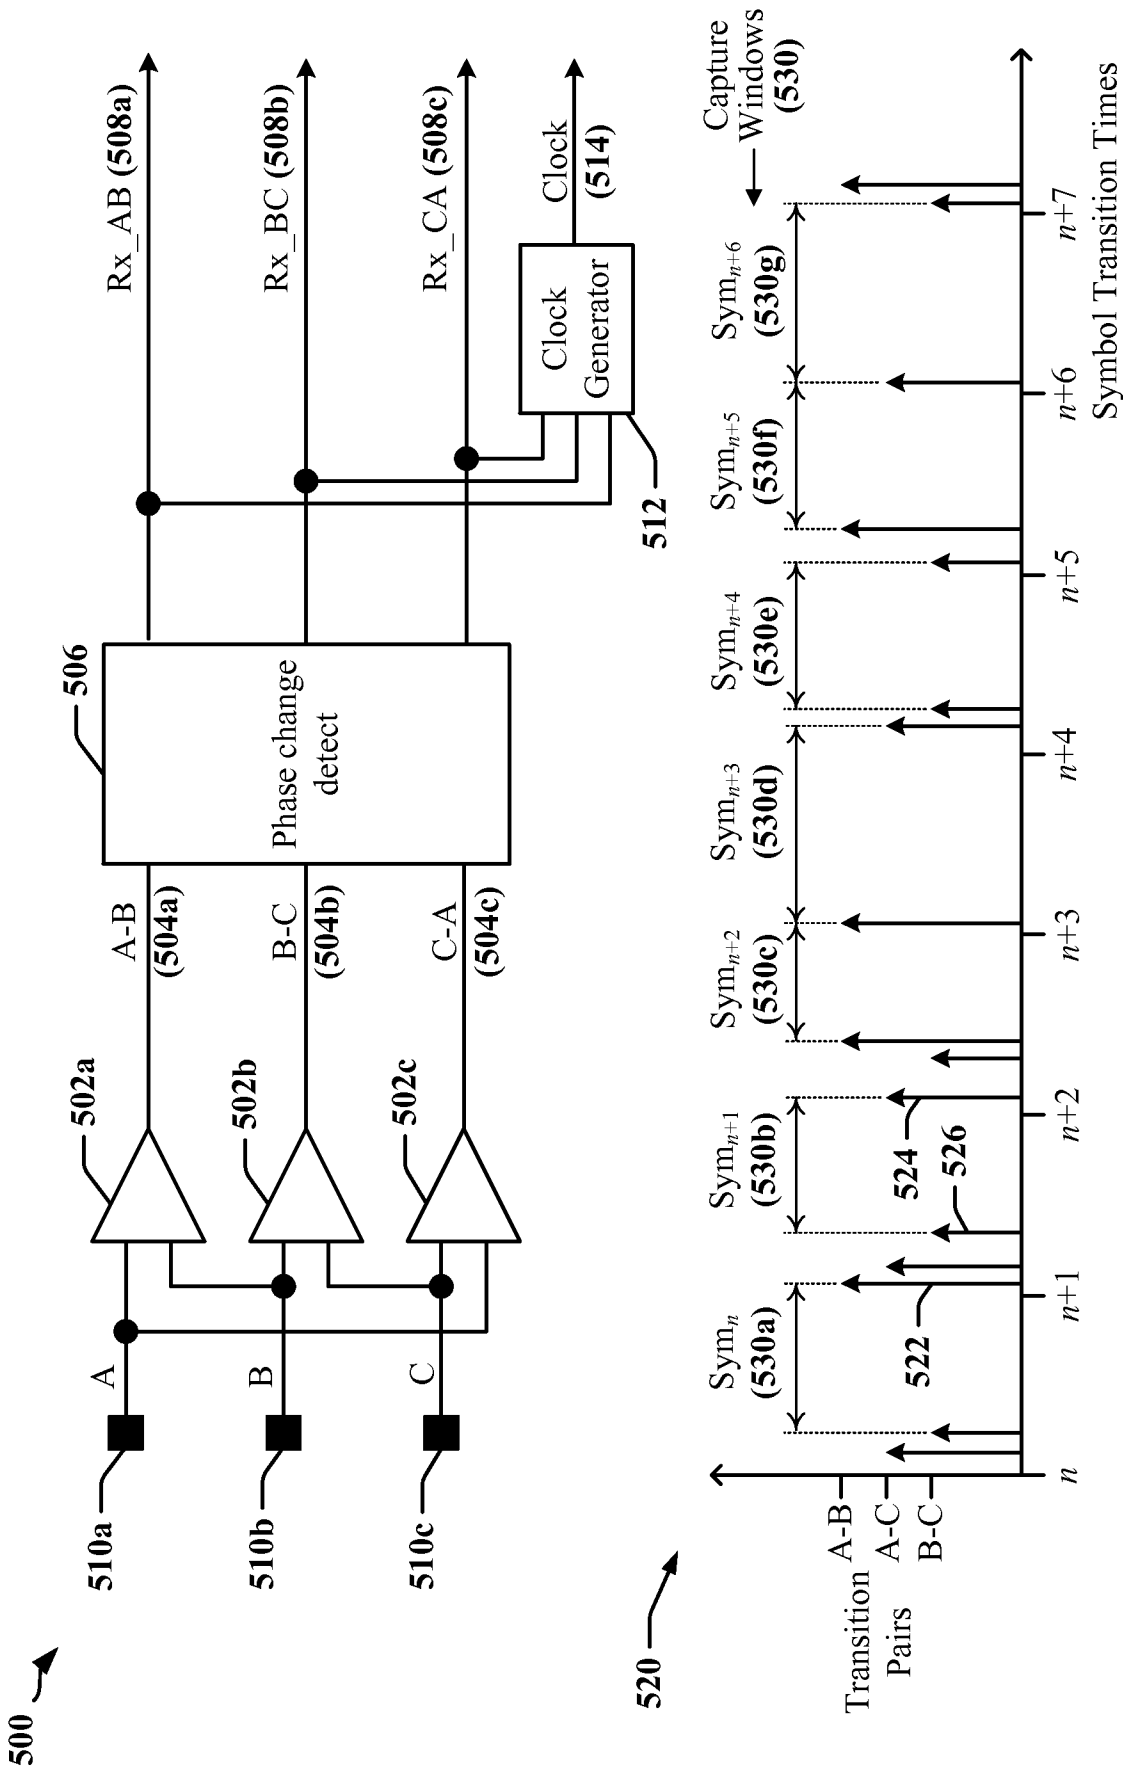 500
510a
510b
510c
A
B
C
502a
502b
502c
A-B
(504a)
B-C
(504b)
C-A
(504c)
506
Phase change
detect
Rx_AB (508a)
Rx_BC (508b)
Rx_CA (508c)
Clock
Generator
512
Clock
(514)
520
Transition
Pairs
A-B
A-C
B-C
Symn
(530a)
Symn+1
(530b)
Symn+2
(530c)
Symn+3
(530d)
Symn+4
(530e)
Symn+5
(530f)
Symn+6
(530g)
Capture
Windows
(530)
522
524
526
n
n+1
n+2
n+3
n+4
n+5
n+6
n+7
Symbol Transition Times